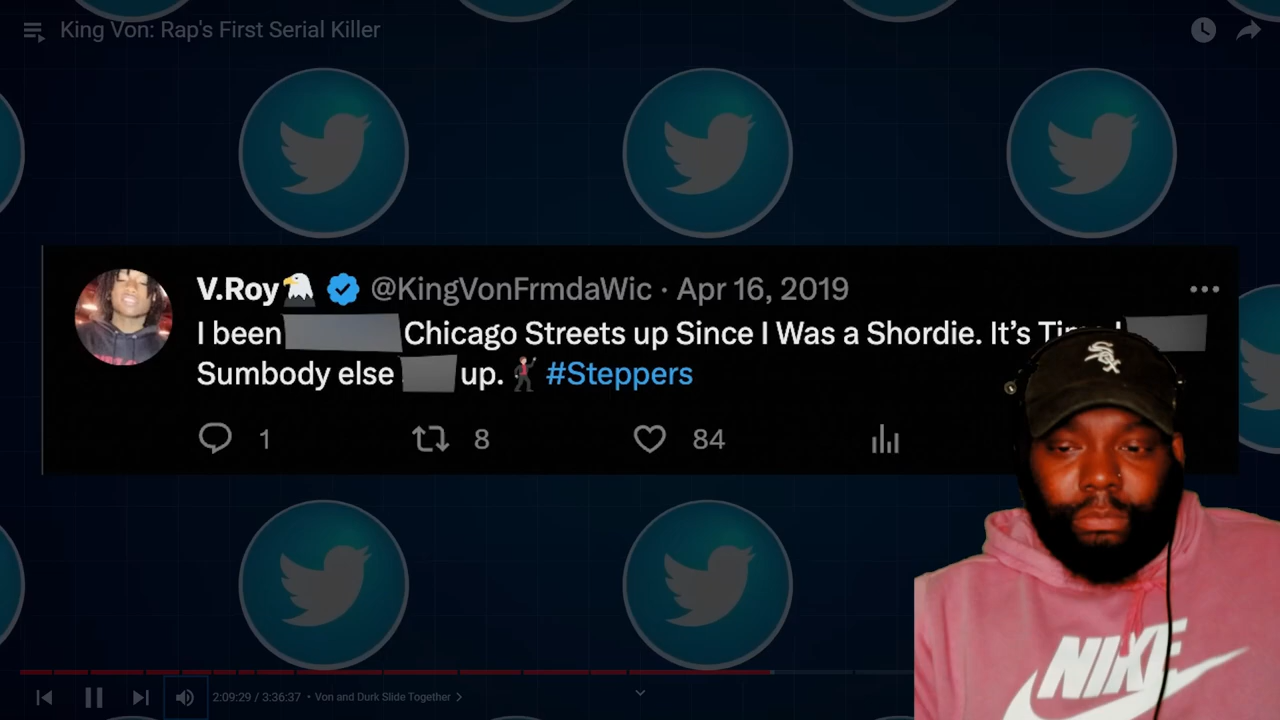 King Von: Rap's First Serial Killer
V.Roy🦅 @KingVonFrmdaWic · Apr 16, 2019
I been Chicago Streets up Since I Was a Shordie. It's
Sumbody else up. 🕺 #Steppers
1 8 84
SOX
NIKE
2:09:29 / 3:36:37 • Von and Durk Slide Together >